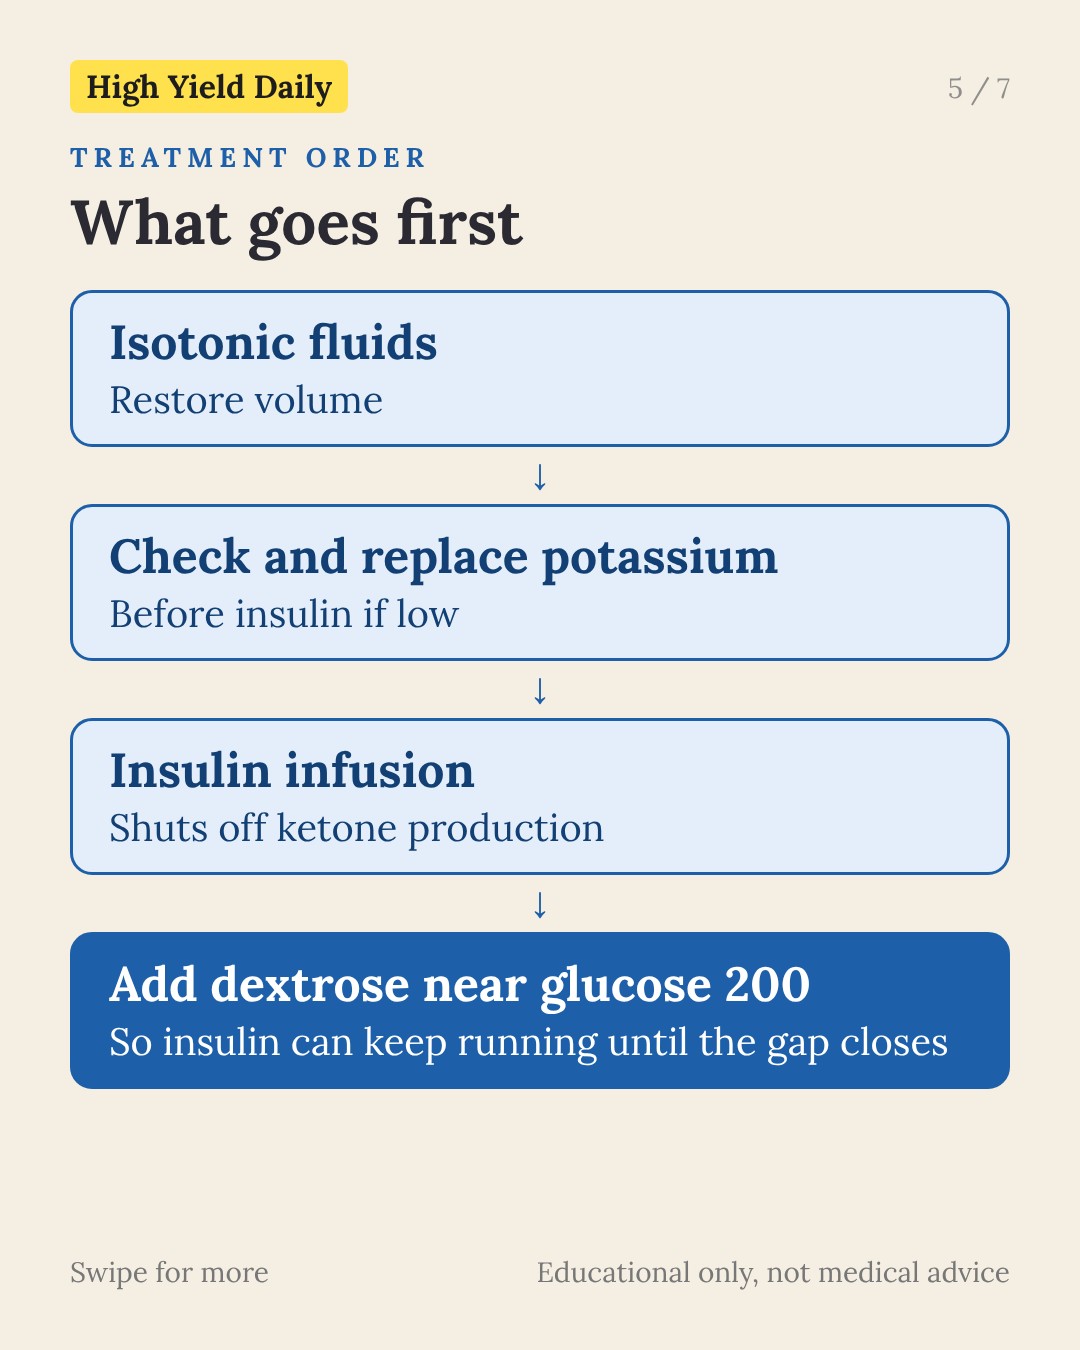 High Yield Daily
5 / 7
TREATMENT ORDER
What goes first
Isotonic fluids
Restore volume
↓
Check and replace potassium
Before insulin if low
↓
Insulin infusion
Shuts off ketone production
↓
Add dextrose near glucose 200
So insulin can keep running until the gap closes
Swipe for more
Educational only, not medical advice